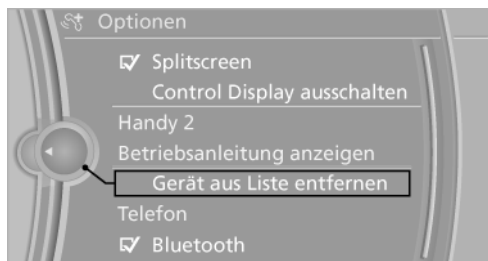 Optionen
Splitscreen
Control Display ausschalten
Handy 2
Betriebsanleitung anzeigen
Gerät aus Liste entfernen
Telefon
Bluetooth